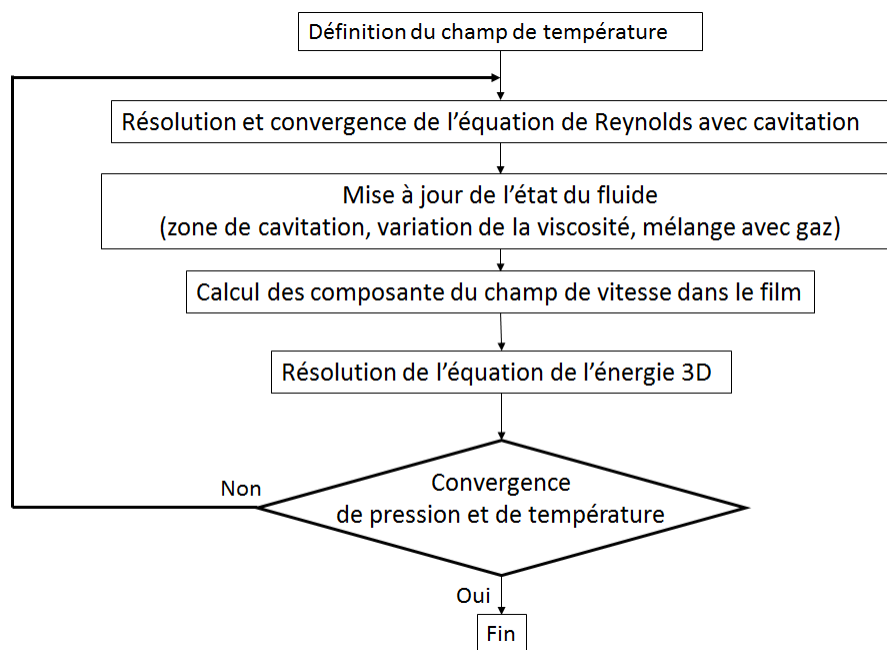 Définition du champ de température
Résolution et convergence de l'équation de Reynolds avec cavitation
Mise à jour de l'état du fluide
(zone de cavitation, variation de la viscosité, mélange avec gaz)
Calcul des composante du champ de vitesse dans le film
Résolution de l'équation de l'énergie 3D
Convergence
de pression et de température
Non
Oui
Fin